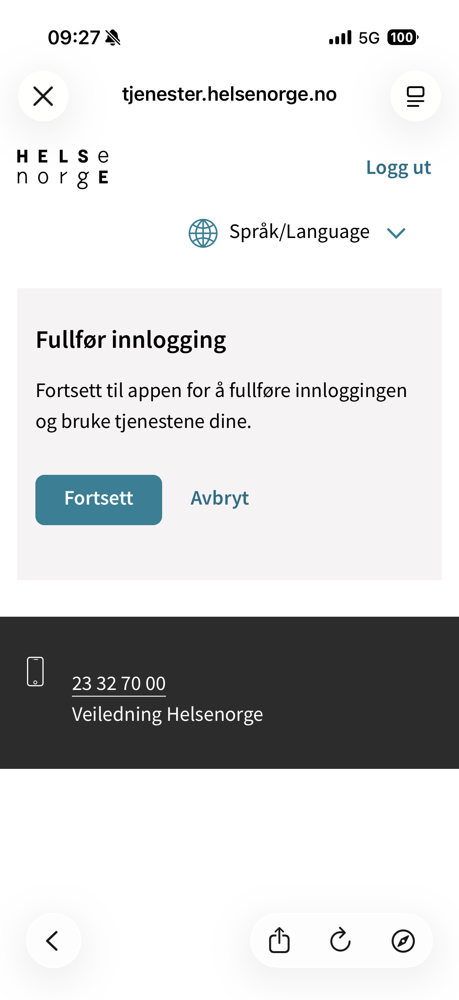 09:27
5G
100
tjenester.helsenorge.no
HELSe
norgE
Logg ut
Språk/Language
Fullfør innlogging
Fortsett til appen for å fullføre innloggingen
og bruke tjenestene dine.
Fortsett
Avbryt
23 32 70 00
Veiledning Helsenorge